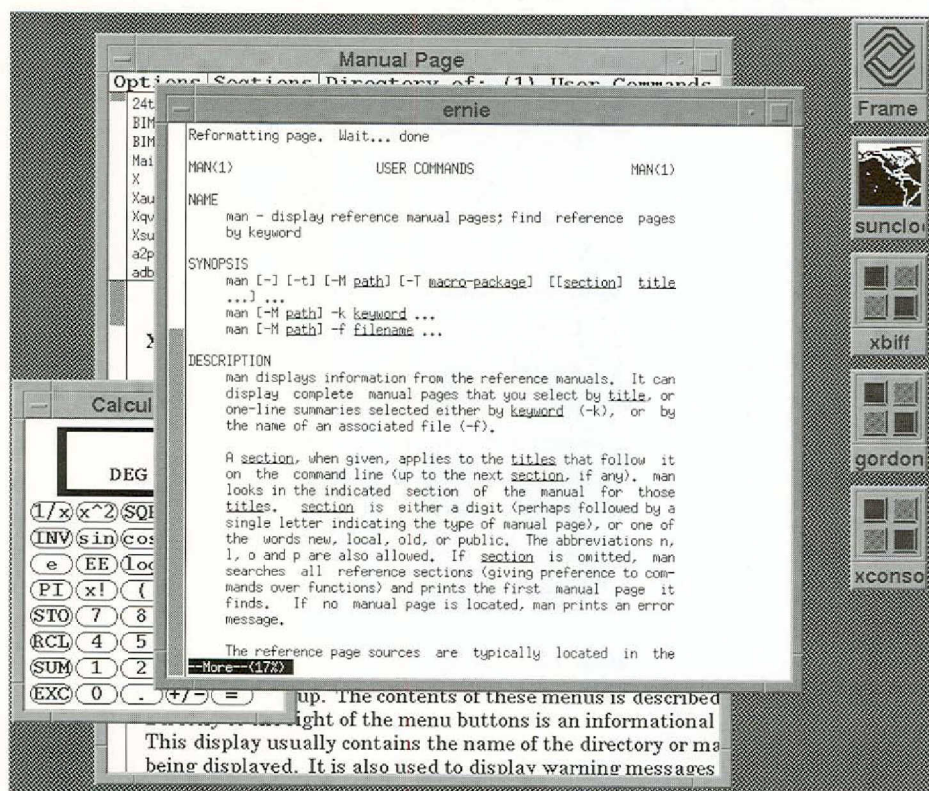 Manual Page
Options Sections Directory of: (1) User Commands
24t
BIM
BIM
Mai
X
Xau
Xqv
Xsu
a2p
adb
ernie
Reformatting page. Wait... done
MAN(1) USER COMMANDS MAN(1)
NAME
man - display reference manual pages; find reference pages
by keyword
SYNOPSIS
man [-] [-t] [-M path] [-T macro-package] [[section] title
...] ...
man [-M path] -k keyword ...
man [-M path] -f filename ...
DESCRIPTION
man displays information from the reference manuals. It can
display complete manual pages that you select by title, or
one-line summaries selected either by keyword (-k), or by
the name of an associated file (-f).
A section, when given, applies to the titles that follow it
on the command line (up to the next section, if any). man
looks in the indicated section of the manual for those
titles. section is either a digit (perhaps followed by a
single letter indicating the type of manual page), or one of
the words new, local, old, or public. The abbreviations n,
l, o and p are also allowed. If section is omitted, man
searches all reference sections (giving preference to com-
mands over functions) and prints the first manual page it
finds. If no manual page is located, man prints an error
message.
The reference page sources are typically located in the
--More--(17%)
Calcul
DEG
1/x x^2 SQR
INV sin cos
e EE log
PI x! (
STO 7 8
RCL 4 5
SUM 1 2
EXC 0 . +/- =
up. The contents of these menus is described
right of the menu buttons is an informational
This display usually contains the name of the directory or ma
being displayed. It is also used to display warning messages
Frame
sunclo
xbiff
gordon
xconso